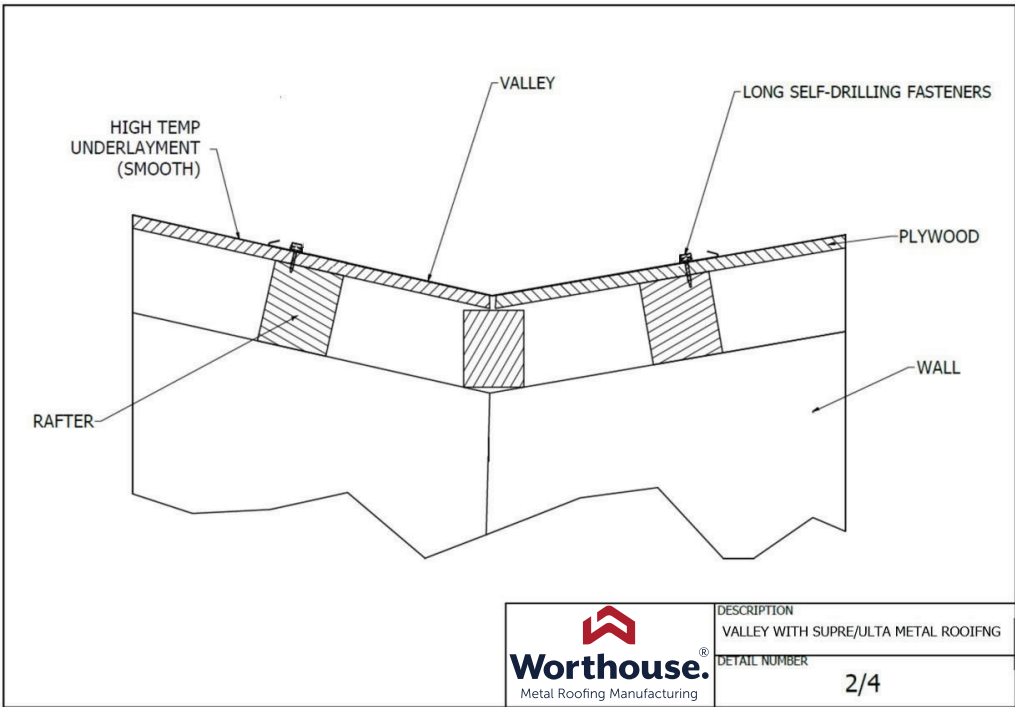 VALLEY
LONG SELF-DRILLING FASTENERS
HIGH TEMP
UNDERLAYMENT
(SMOOTH)
PLYWOOD
WALL
RAFTER
Worthouse.®
Metal Roofing Manufacturing
DESCRIPTION
VALLEY WITH SUPRE/ULTA METAL ROOIFNG
DETAIL NUMBER
2/4